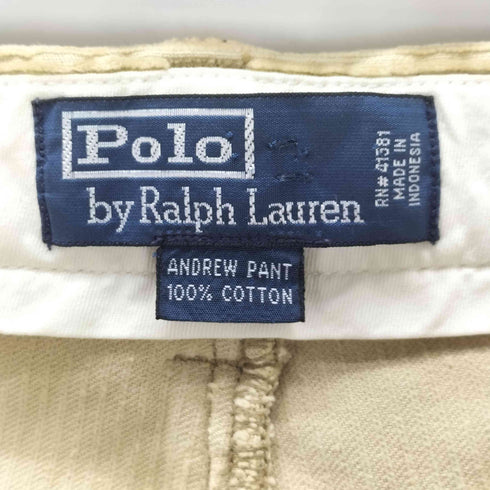 Polo
by Ralph Lauren
RN# 41381
MADE IN
INDONESIA
ANDREW PANT
100% COTTON